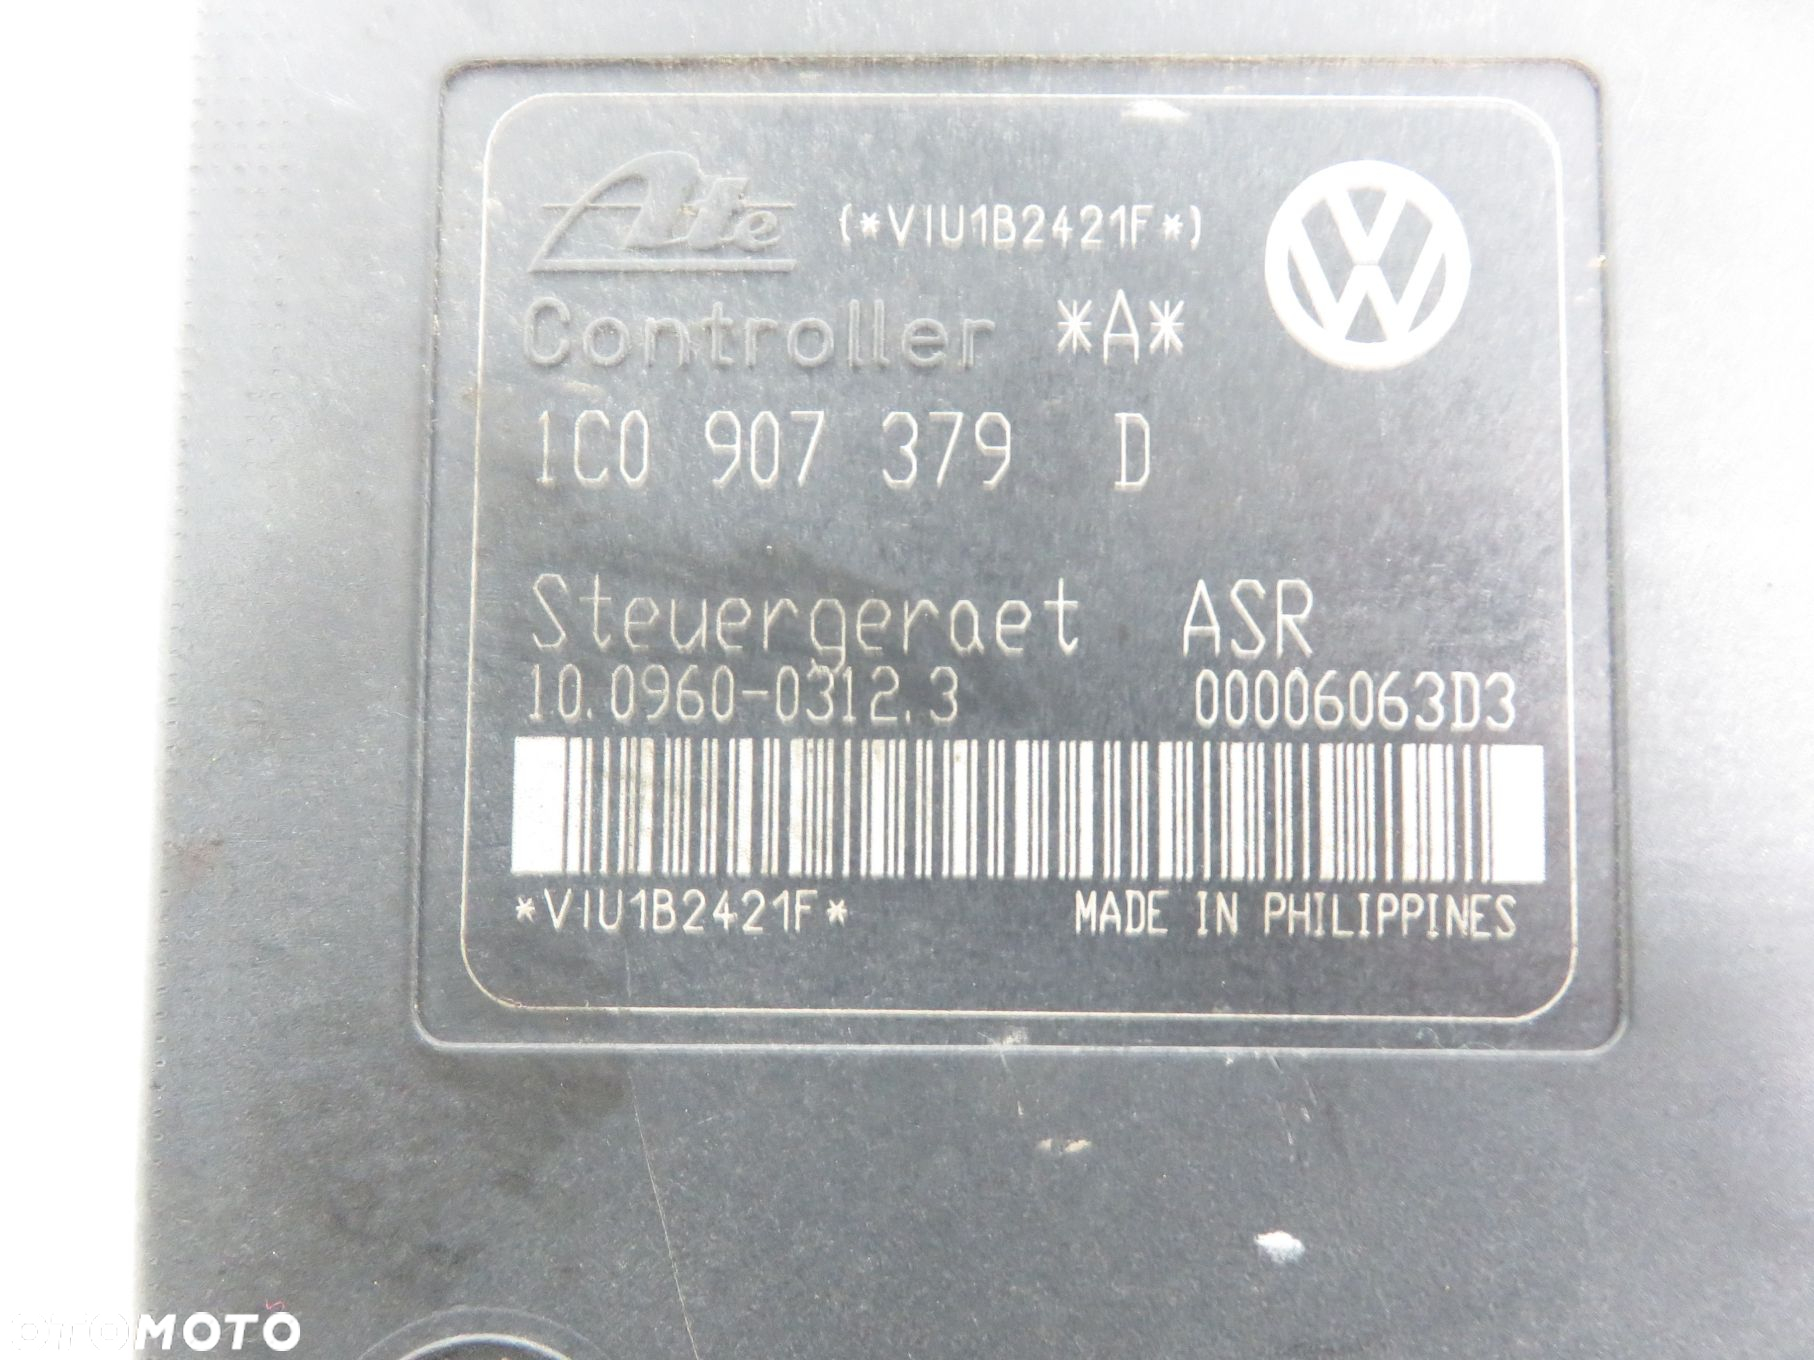 Ate (*VIU1B2421F*)
Controller *A*
1C0 907 379 D
Steuergeraet ASR
10.0960-0312.3 00006063D3
*VIU1B2421F* MADE IN PHILIPPINES
OTOMOTO